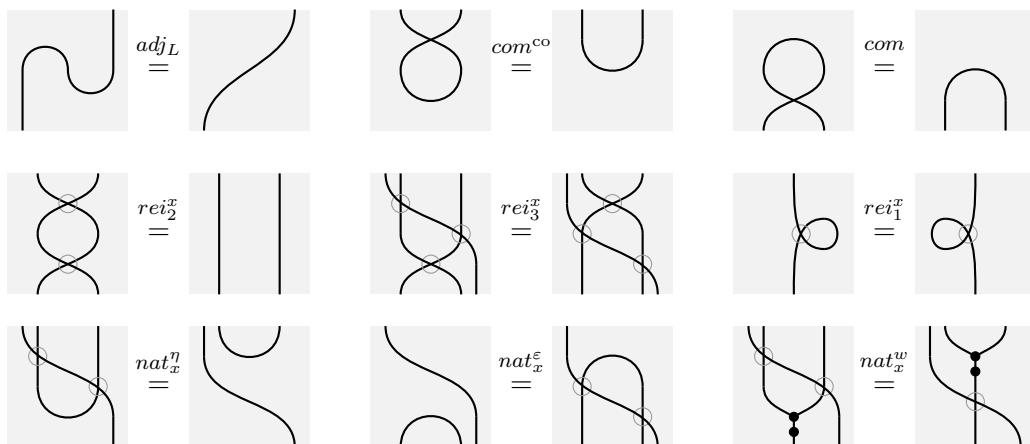 adj_L =
com^co =
com =
rei_2^x =
rei_3^x =
rei_1^x =
nat_x^η =
nat_x^ε =
nat_x^w =